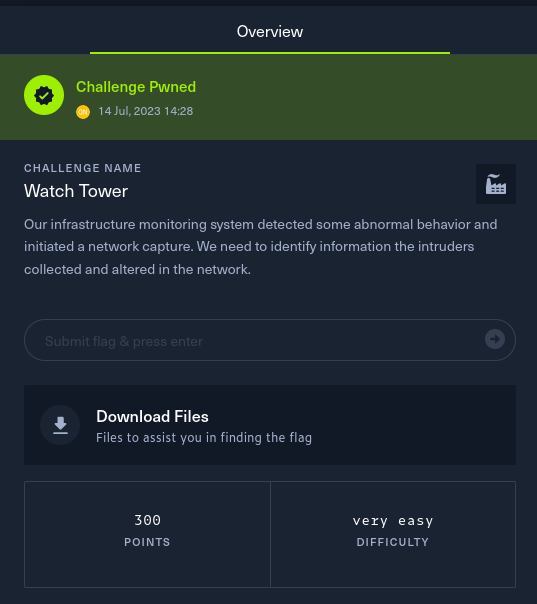 Overview
Challenge Pwned
14 Jul, 2023 14:28
CHALLENGE NAME
Watch Tower
Our infrastructure monitoring system detected some abnormal behavior and
initiated a network capture. We need to identify information the intruders
collected and altered in the network.
Submit flag & press enter
Download Files
Files to assist you in finding the flag
300
POINTS
very easy
DIFFICULTY